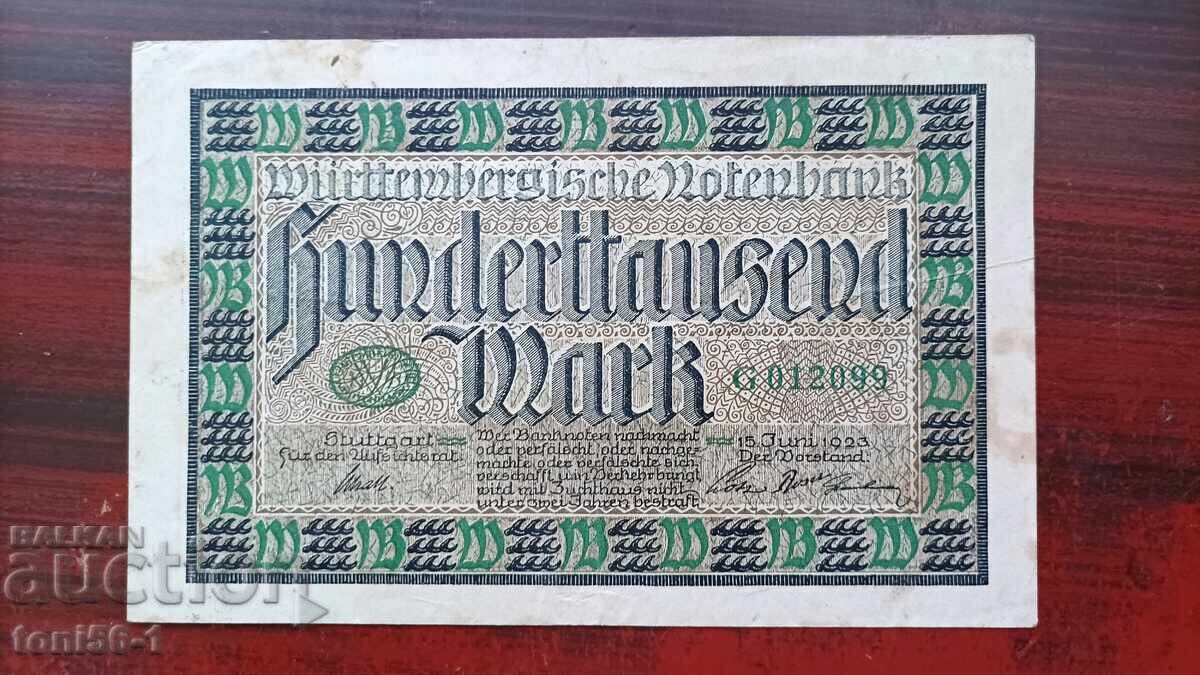 Württembergische Notenbank
Hunderttausend
Mark
G 012099
Stuttgart
für den Aufsichtsrat:
Wer Banknoten nachmacht
oder verfälscht, oder nachge-
machte oder verfälschte sich
verschafft u. in Verkehr bringt
wird mit Zuchthaus nicht
unter zwei Jahren bestraft.
15. Juni 1923
Der Vorstand:
BALKAN
auction
toni56-1